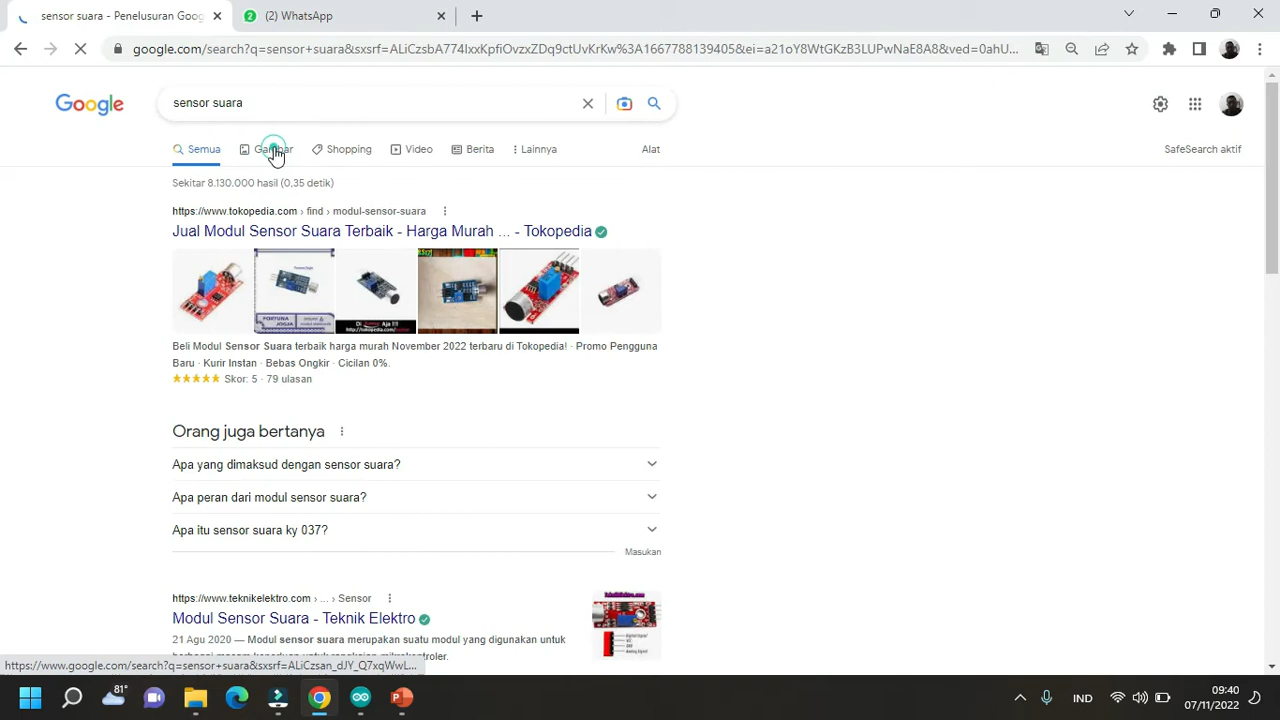 sensor suara - Penelusuran Goog
(2) WhatsApp
google.com/search?q=sensor+suara&sxsrf=ALiCzsbA774IxxKpfiOvzxZDq9ctUvKrKw%3A1667788139405&ei=a21oY8WtGKzB3LUPwNaE8A8&ved=0ahU...
Google
sensor suara
Semua
Gambar
Shopping
Video
Berita
Lainnya
Alat
SafeSearch aktif
Sekitar 8.130.000 hasil (0,35 detik)
https://www.tokopedia.com › find › modul-sensor-suara
Jual Modul Sensor Suara Terbaik - Harga Murah ... - Tokopedia
FORTUNA JOGJA
Beli Modul Sensor Suara terbaik harga murah November 2022 terbaru di Tokopedia! · Promo Pengguna
Baru · Kurir Instan · Bebas Ongkir · Cicilan 0%.
★★★★★ Skor: 5 · 79 ulasan
Orang juga bertanya
Apa yang dimaksud dengan sensor suara?
Apa peran dari modul sensor suara?
Apa itu sensor suara ky 037?
Masukan
https://www.teknikelektro.com › ... › Sensor
Modul Sensor Suara - Teknik Elektro
21 Agu 2020 — Modul sensor suara merupakan suatu modul yang digunakan untuk
https://www.google.com/search?q=sensor+suara&sxsrf=ALiCzsan_dJY_Q7xqWwL...
81°
IND
09:40
07/11/2022